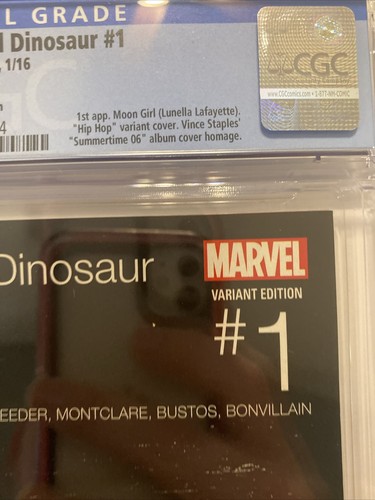 L GRADE
l Dinosaur #1
, 1/16
n
4
1st app. Moon Girl (Lunella Lafayette).
"Hip Hop" variant cover. Vince Staples'
"Summertime 06" album cover homage.
CGC
www.CGCcomics.com • 1-877-NM-COMIC
Dinosaur
MARVEL
VARIANT EDITION
#1
EEDER, MONTCLARE, BUSTOS, BONVILLAIN